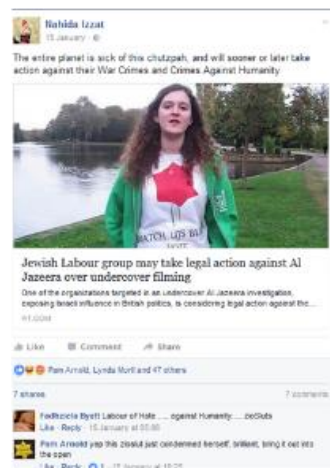 Nahida Izzat
15 January
The entire planet is sick of this chutzpah, and will sooner or later take
action against their War Crimes and Crimes Against Humanity
Jewish Labour group may take legal action against Al
Jazeera over undercover filming
One of the organizations targeted in an undercover Al Jazeera investigation,
exposing Israeli influence in British politics, is considering legal action against the...
RT.COM
Like Comment Share
Pam Arnold, Lynda Murll and 47 others
7 shares 7 comments
Byatt Labour of Hate ..... against Humanity......
Like · Reply · 15 January at
Pam Arnold yep this just condemned herself. brilliant, bring it out into
the open
Like · Reply · 15 January at